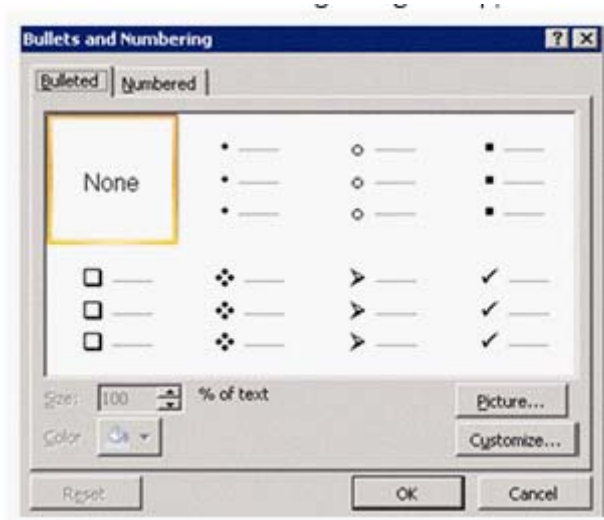 Bullets and Numbering
Bulleted Numbered
None
Size: 100 % of text
Picture...
Color
Customize...
Reset OK Cancel